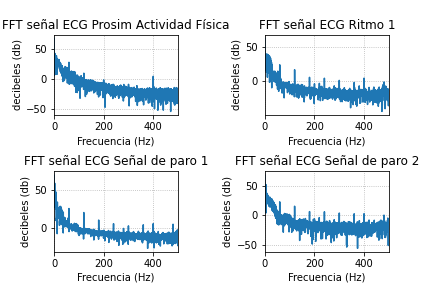 FFT señal ECG Prosim Actividad Física
FFT señal ECG Ritmo 1
decibeles (db)
50
0
−50
0
200
400
Frecuencia (Hz)
decibeles (db)
50
0
0
200
400
Frecuencia (Hz)
FFT señal ECG Señal de paro 1
FFT señal ECG Señal de paro 2
decibeles (db)
50
0
0
200
400
Frecuencia (Hz)
decibeles (db)
50
0
−50
0
200
400
Frecuencia (Hz)